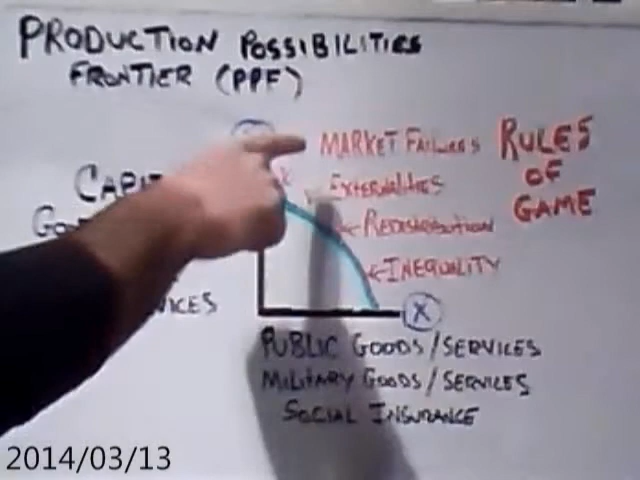 PRODUCTION POSSIBILITIES
FRONTIER (PPF)
MARKET FAILURES
RULES
OF
GAME
EXTERNALITIES
REDISTRIBUTION
INEQUALITY
X
PUBLIC GOODS/SERVICES
MILITARY GOODS/SERVICES
SOCIAL INSURANCE
2014/03/13